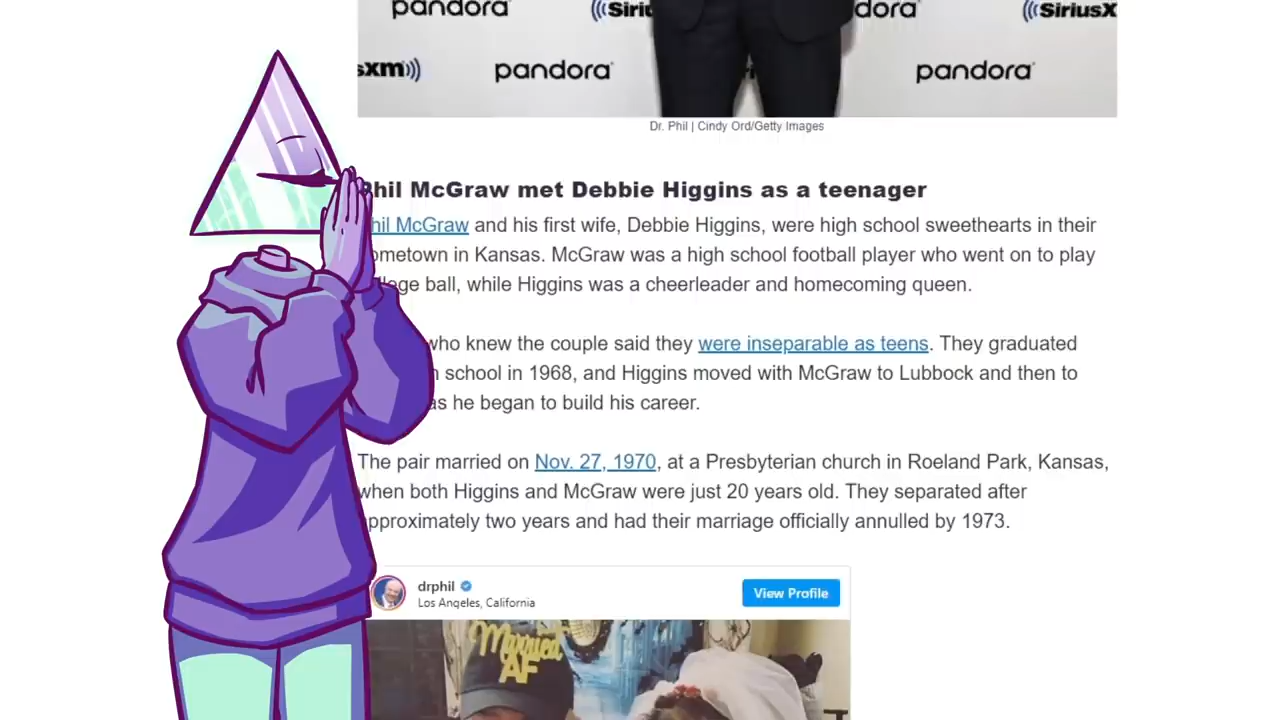 pandora
((SiriusX
sxm))
pandora
pandora
Dr. Phil | Cindy Ord/Getty Images
Phil McGraw met Debbie Higgins as a teenager
hil McGraw and his first wife, Debbie Higgins, were high school sweethearts in their
ometown in Kansas. McGraw was a high school football player who went on to play
ege ball, while Higgins was a cheerleader and homecoming queen.
who knew the couple said they were inseparable as teens. They graduated
school in 1968, and Higgins moved with McGraw to Lubbock and then to
as he began to build his career.
The pair married on Nov. 27, 1970, at a Presbyterian church in Roeland Park, Kansas,
when both Higgins and McGraw were just 20 years old. They separated after
approximately two years and had their marriage officially annulled by 1973.
drphil
View Profile
Los Angeles, California
Married
AF